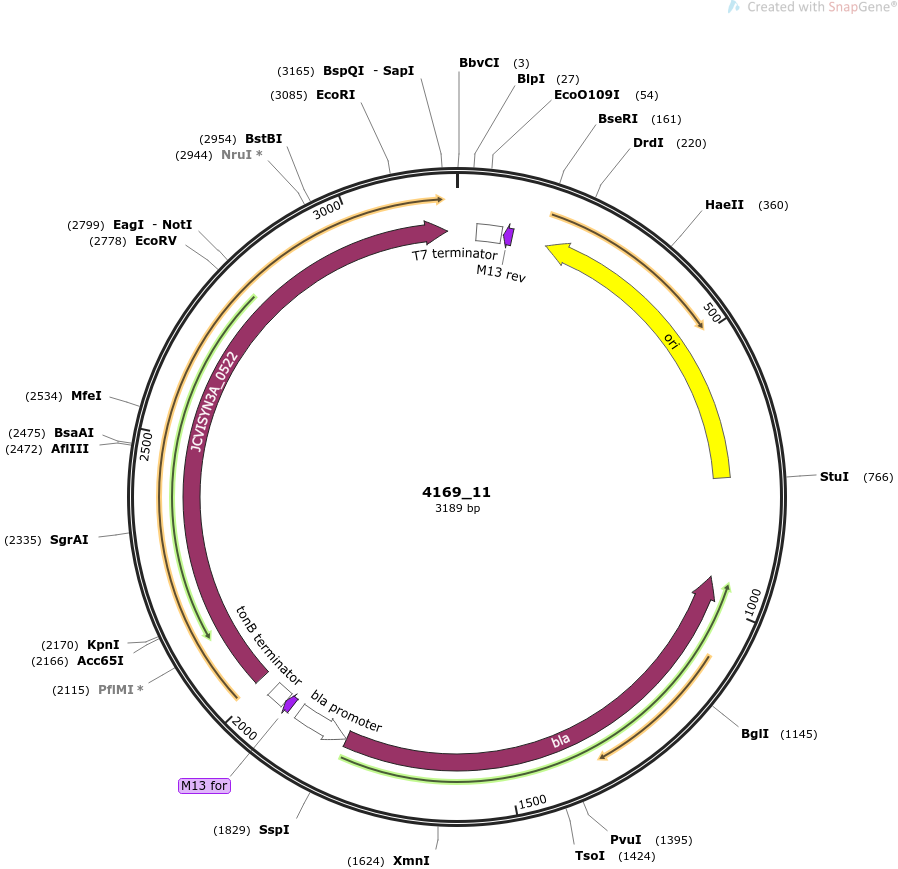 Created with SnapGene®
(3165) BspQI - SapI
(3085) EcoRI
(2954) BstBI
(2944) NruI *
(2799) EagI - NotI
(2778) EcoRV
(2534) MfeI
(2475) BsaAI
(2472) AflIII
(2335) SgrAI
(2170) KpnI
(2166) Acc65I
(2115) PflMI *
(1829) SspI
(1624) XmnI
BbvCI (3)
BlpI (27)
EcoO109I (54)
BseRI (161)
DrdI (220)
HaeII (360)
StuI (766)
BglI (1145)
PvuI (1395)
TsoI (1424)
500
1000
1500
2000
2500
3000
T7 terminator
M13 rev
ori
JCVISYN3A_0522
tonB terminator
bla promoter
bla
M13 for
4169_11
3189 bp